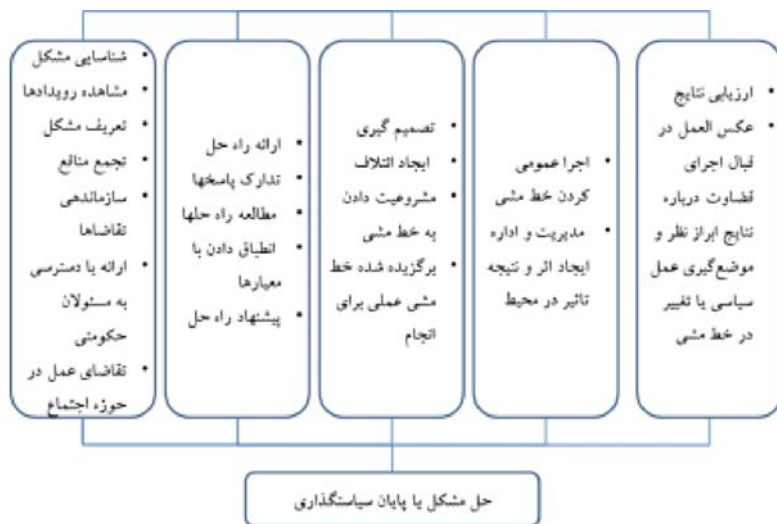 • شناسایی مشکل
• مشاهده رویدادها
• تعریف مشکل
• تجمع منافع
• سازماندهی
تقاضاها
• ارائه یا دسترسی
به مسئولان
حکومتی
• تقاضای عمل در
حوزه اجتماع
• ارائه راه حل
• تدارک پاسخها
• مطالعه راه حلها
• انطباق دادن با
معیارها
• پیشنهاد راه حل
• تصمیم گیری
• ایجاد ائتلاف
• مشروعیت دادن
به خط مشی
• برگزیده شده خط
مشی عملی برای
انجام
• اجرا عمومی
کردن خط مشی
• مدیریت و اداره
ایجاد اثر و نتیجه
تاثیر در محیط
• ارزیابی نتایج
• عکس العمل در
قبال اجرای
قضاوت درباره
نتایج ابراز نظر و
موضع‌گیری عمل
سیاسی یا تغییر
در خط مشی
حل مشکل یا پایان سیاستگذاری